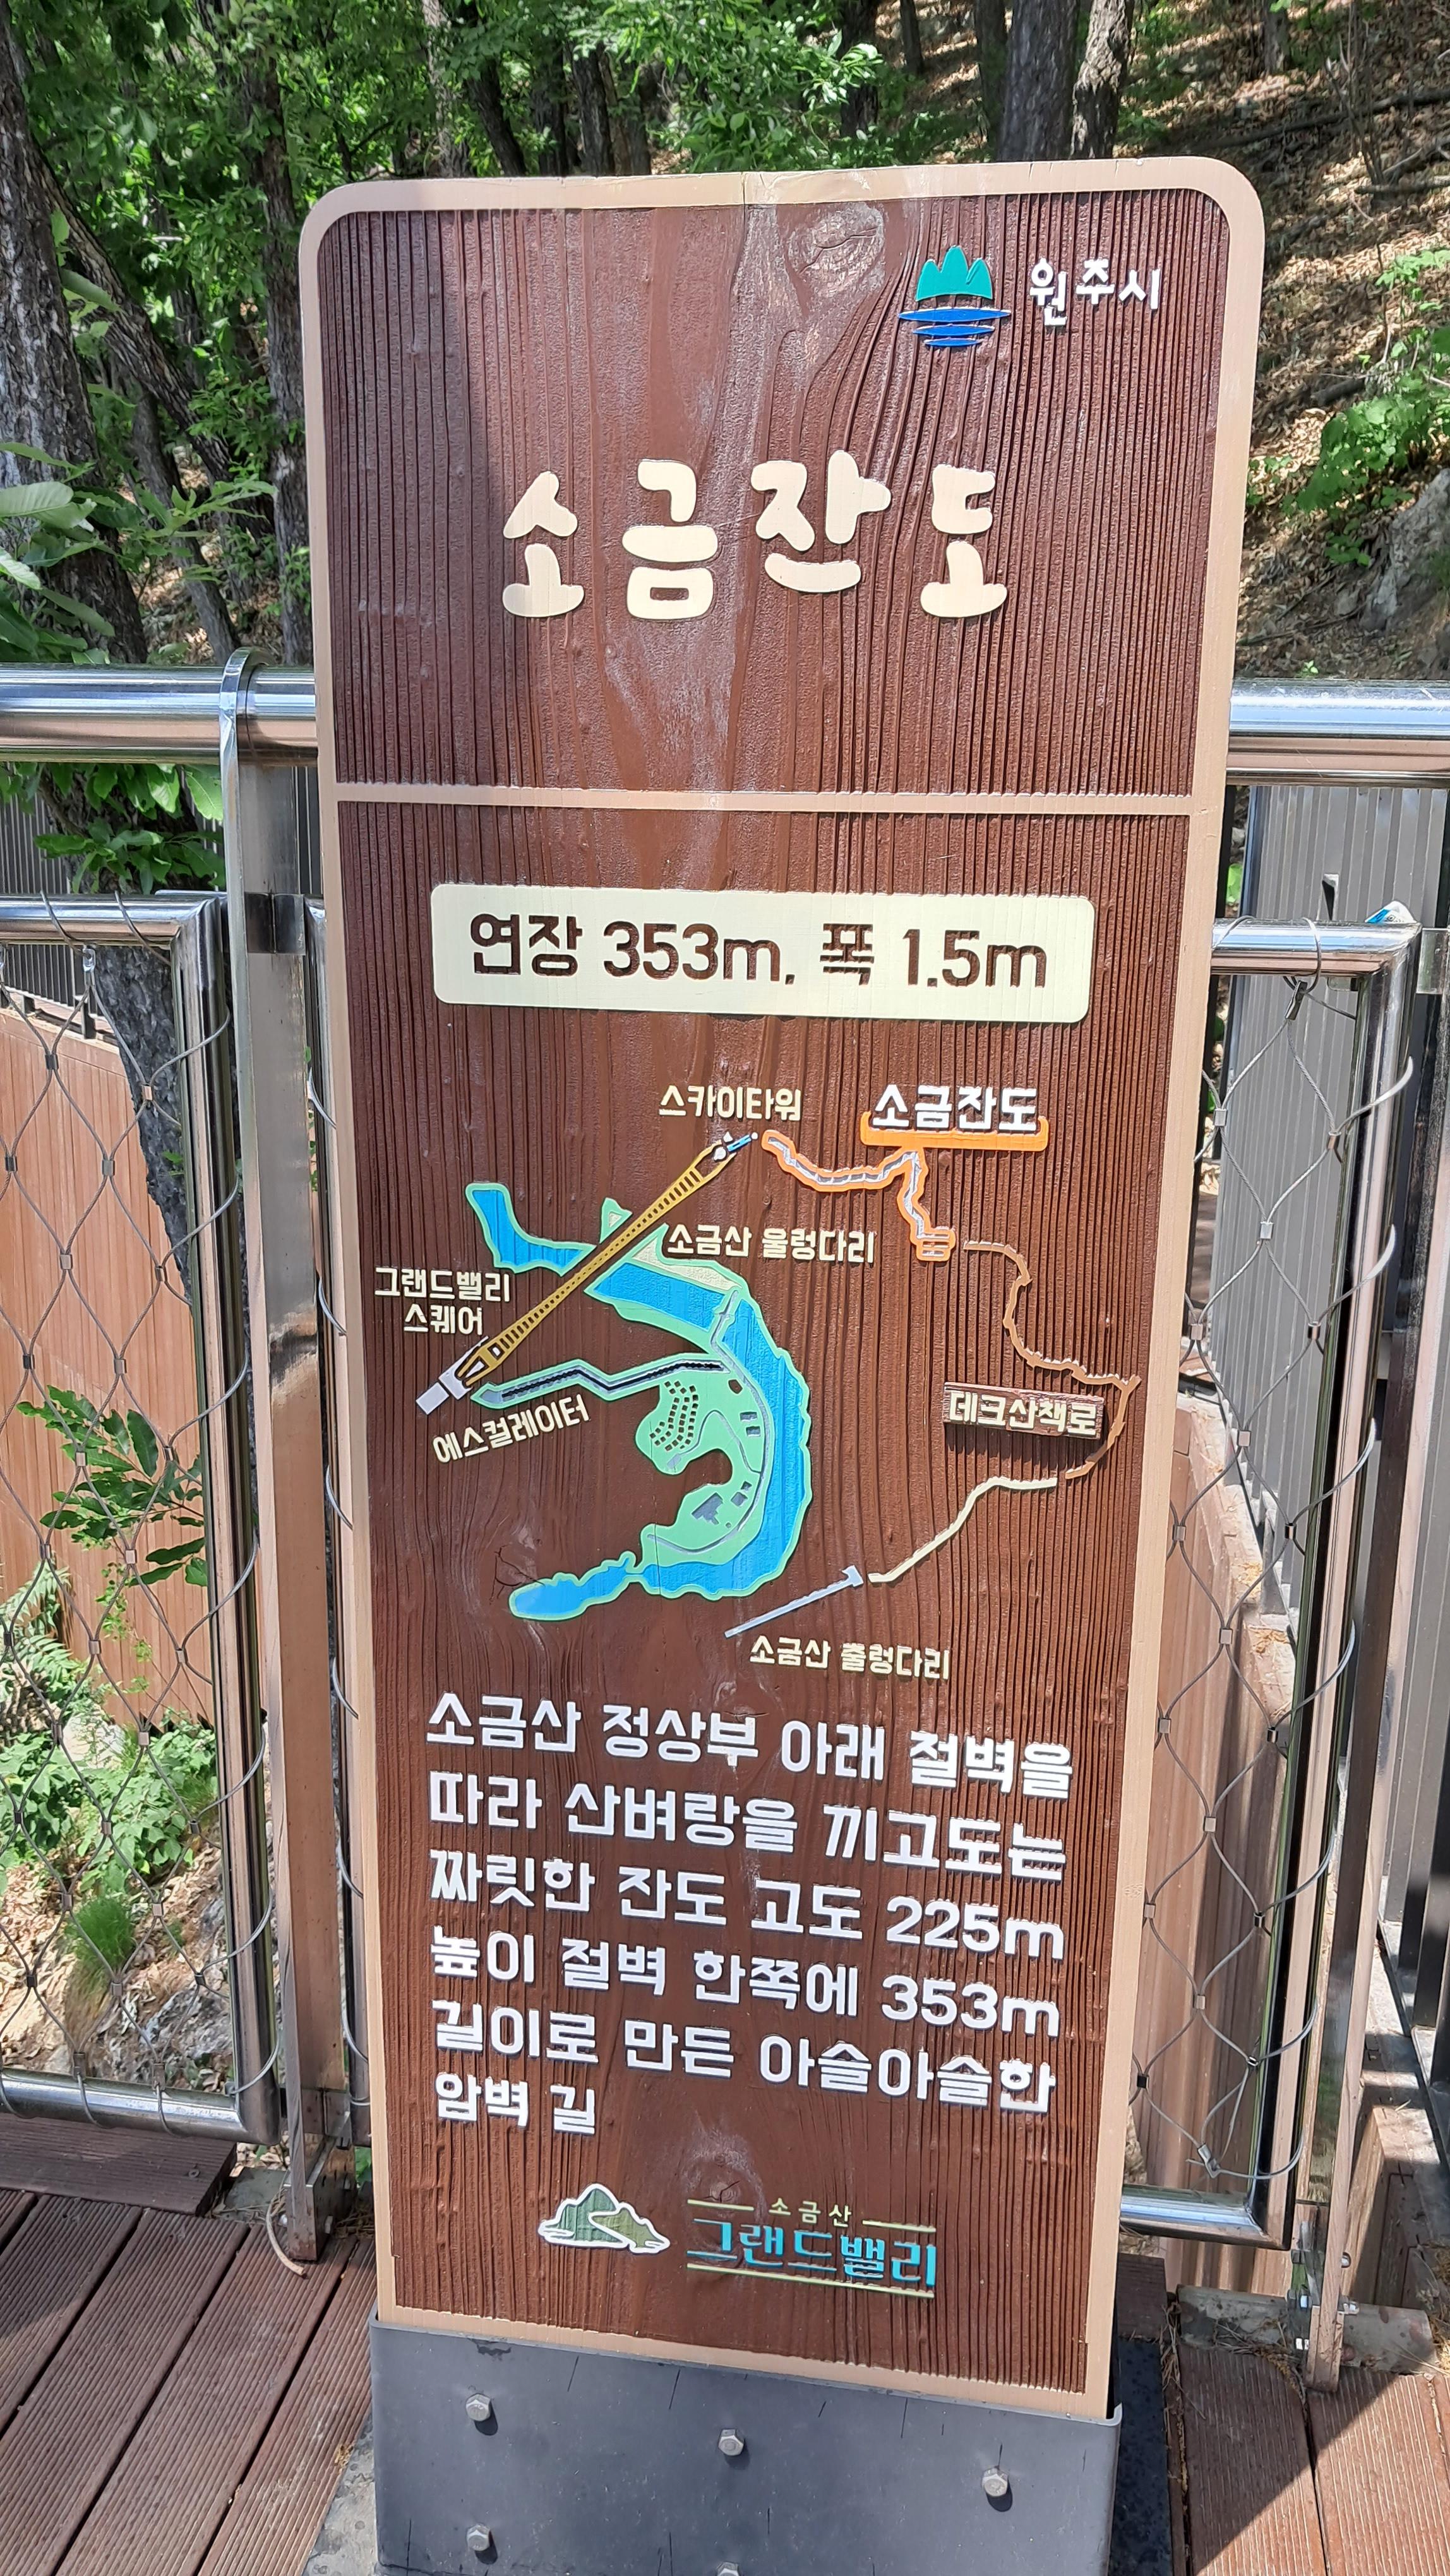 원주시
소금잔도
연장 353m, 폭 1.5m
스카이타워
소금잔도
소금산 울렁다리
그랜드밸리
스퀘어
에스컬레이터
데크산책로
소금산 출렁다리
소금산 정상부 아래 절벽을
따라 산벼랑을 끼고도는
짜릿한 잔도 고도 225m
높이 절벽 한쪽에 353m
길이로 만든 아슬아슬한
암벽 길
소금산
그랜드밸리